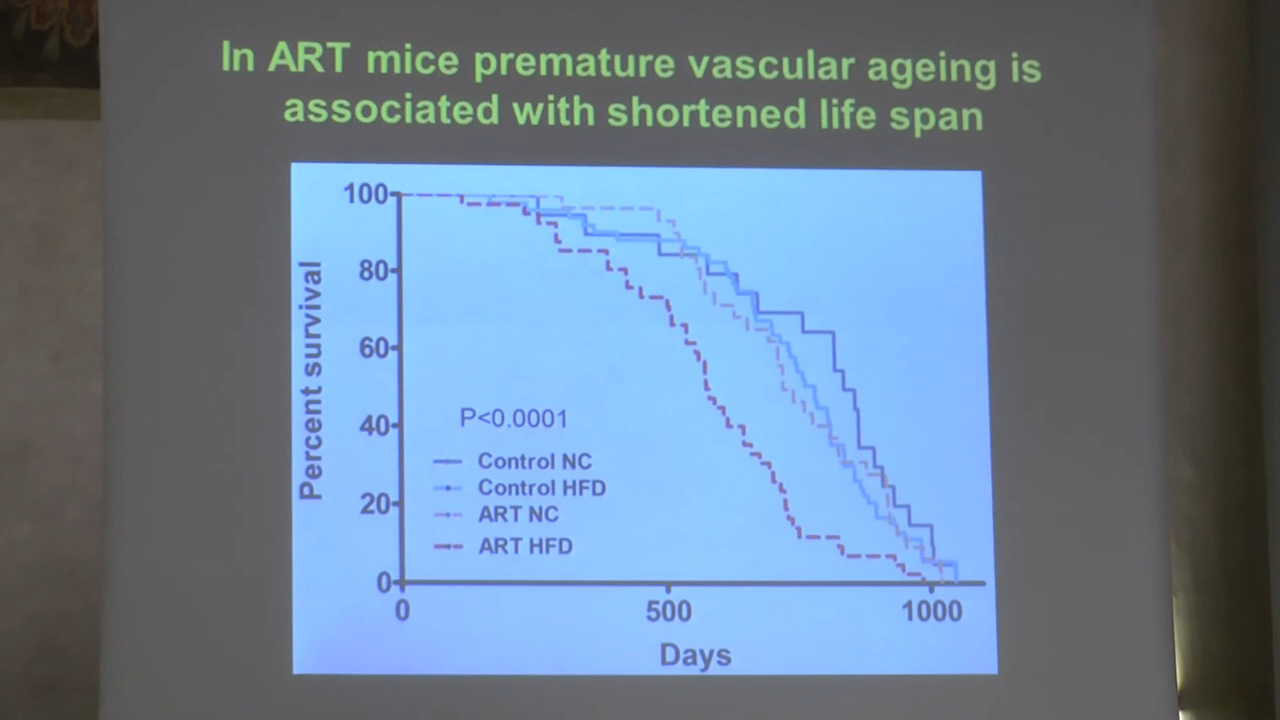 In ART mice premature vascular ageing is
associated with shortened life span
100
80
60
40
20
0
Percent survival
P<0.0001
Control NC
Control HFD
ART NC
ART HFD
0 500 1000
Days